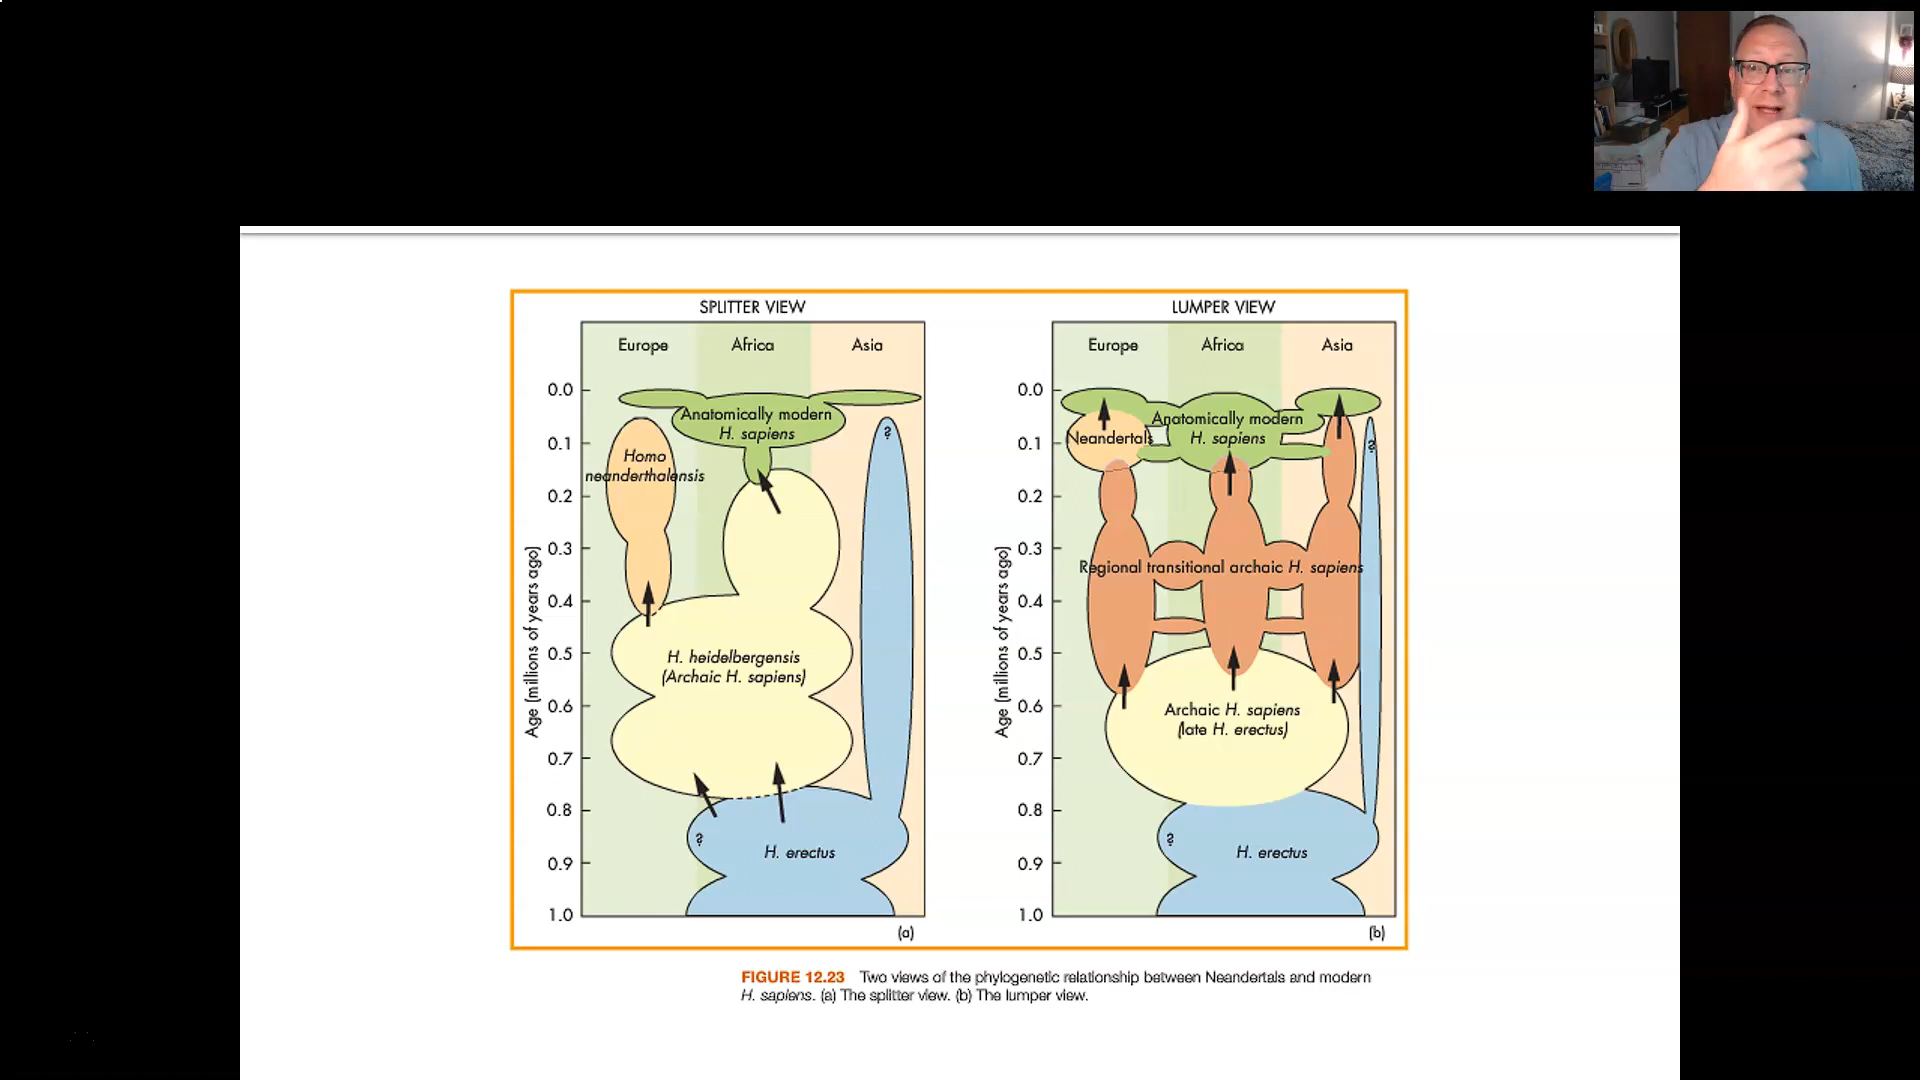 SPLITTER VIEW
Europe Africa Asia
0.0
0.1
0.2
0.3
0.4
0.5
0.6
0.7
0.8
0.9
1.0
Age (millions of years ago)
Anatomically modern
H. sapiens
?
Homo
neanderthalensis
H. heidelbergensis
(Archaic H. sapiens)
?
H. erectus
(a)
LUMPER VIEW
Europe Africa Asia
0.0
0.1
0.2
0.3
0.4
0.5
0.6
0.7
0.8
0.9
1.0
Age (millions of years ago)
Anatomically modern
H. sapiens
Neandertals
?
Regional transitional archaic H. sapiens
Archaic H. sapiens
(late H. erectus)
?
H. erectus
(b)
FIGURE 12.23 Two views of the phylogenetic relationship between Neandertals and modern
H. sapiens. (a) The splitter view. (b) The lumper view.